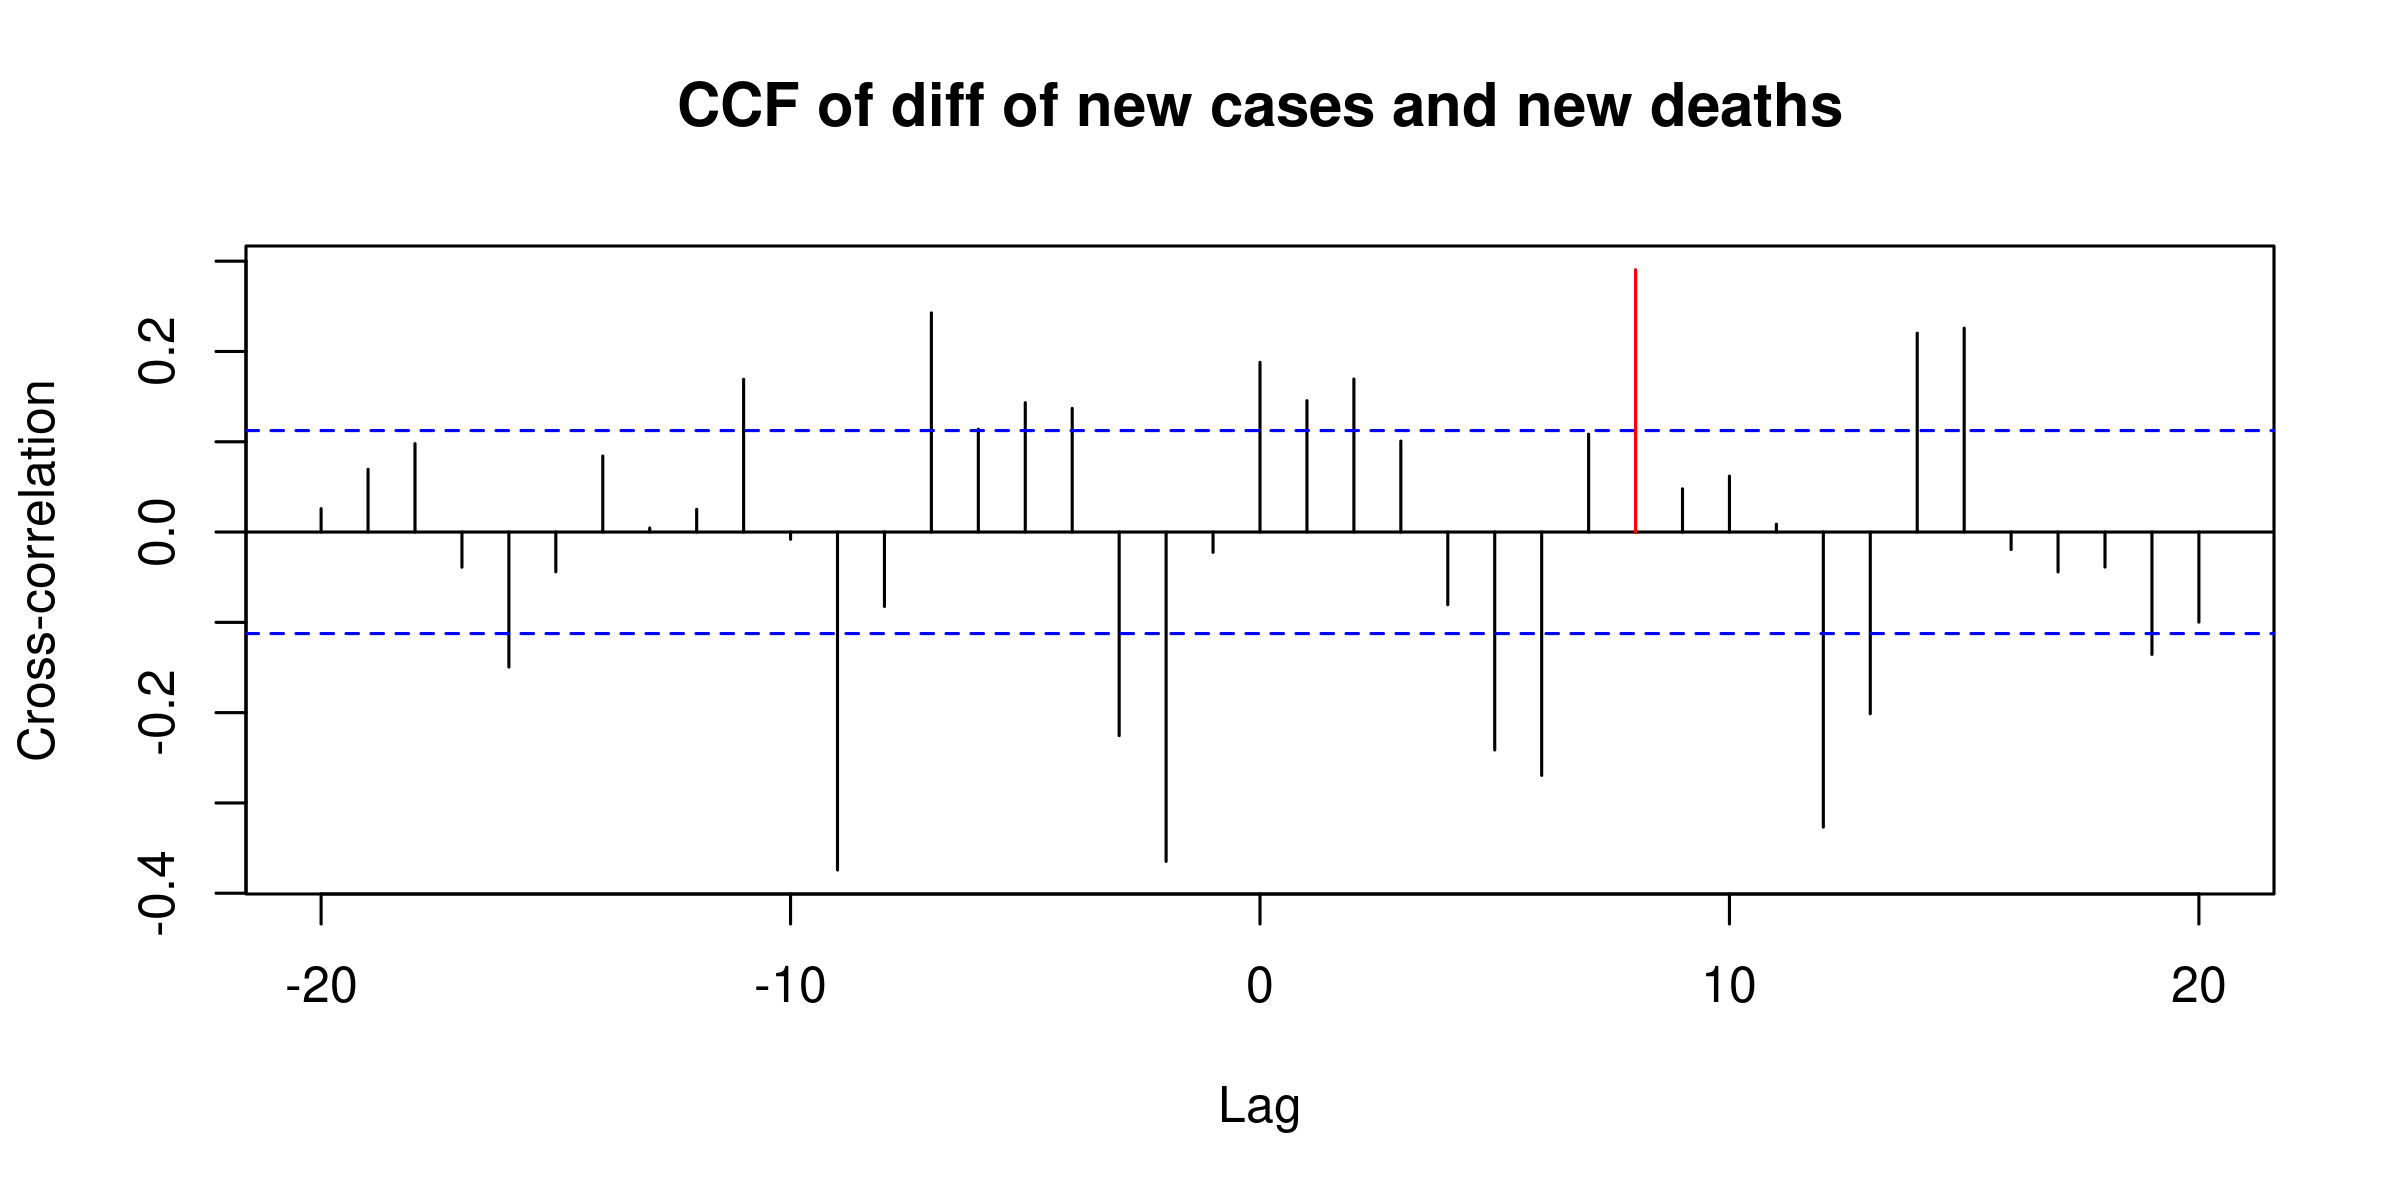 CCF of diff of new cases and new deaths
Cross-correlation
0.2
0.0
-0.2
-0.4
-20 -10 0 10 20
Lag